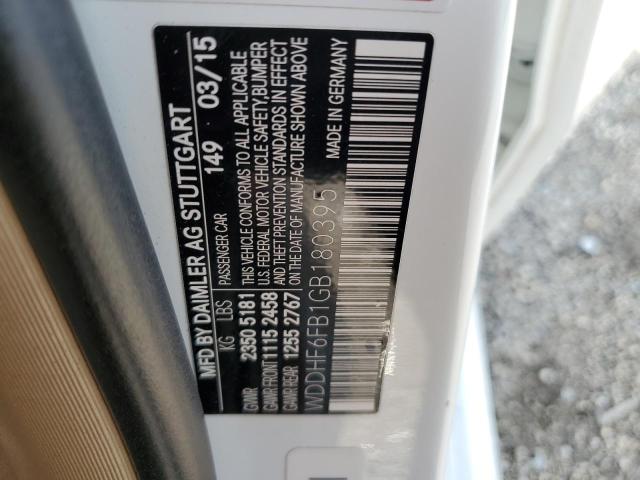 MFD BY DAIMLER AG STUTTGART
149 03/15
KG LBS PASSENGER CAR
GVWR 2350 5181 THIS VEHICLE CONFORMS TO ALL APPLICABLE
GAWR FRONT 1115 2458 U.S. FEDERAL MOTOR VEHICLE SAFETY, BUMPER
GAWR REAR 1255 2767 AND THEFT PREVENTION STANDARDS IN EFFECT
ON THE DATE OF MANUFACTURE SHOWN ABOVE
WDDHF6FB1GB180395 MADE IN GERMANY